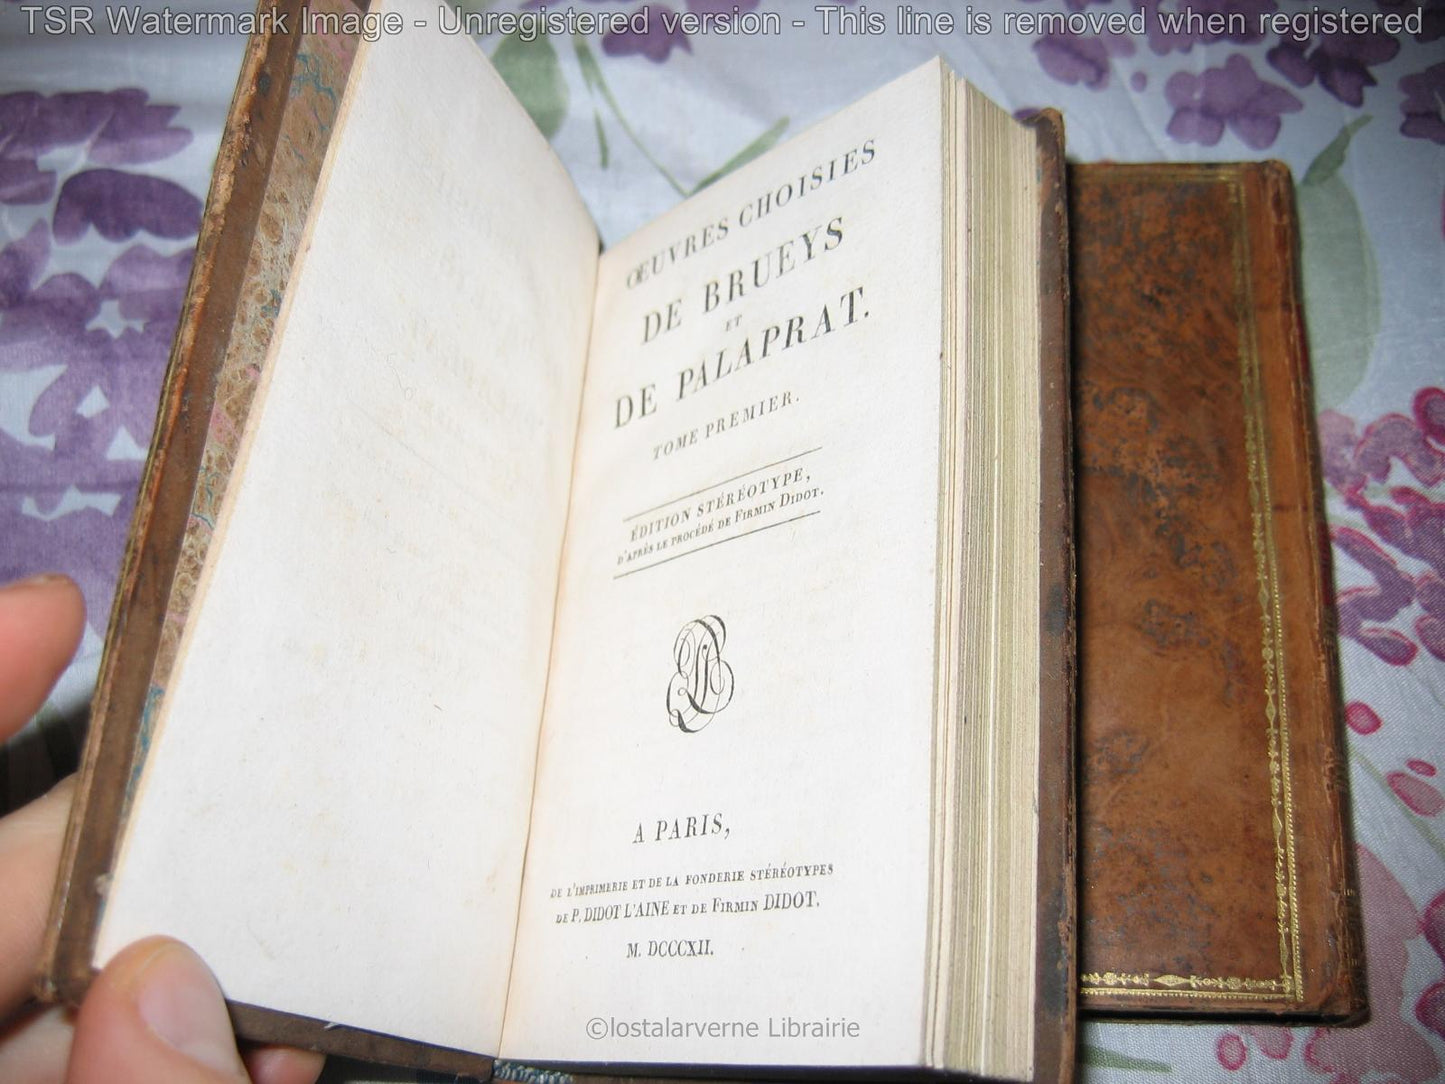 TSR Watermark Image - Unregistered version - This line is removed when registered
ŒUVRES CHOISIES
DE BRUEYS
ET
DE PALAPRAT.
TOME PREMIER.
ÉDITION STÉRÉOTYPE,
D'APRÈS LE PROCÉDÉ DE FIRMIN DIDOT.
A PARIS,
DE L'IMPRIMERIE ET DE LA FONDERIE STÉRÉOTYPES
DE P. DIDOT L'AINE ET DE FIRMIN DIDOT.
M. DCCCXII.
©lostalarverne Librairie